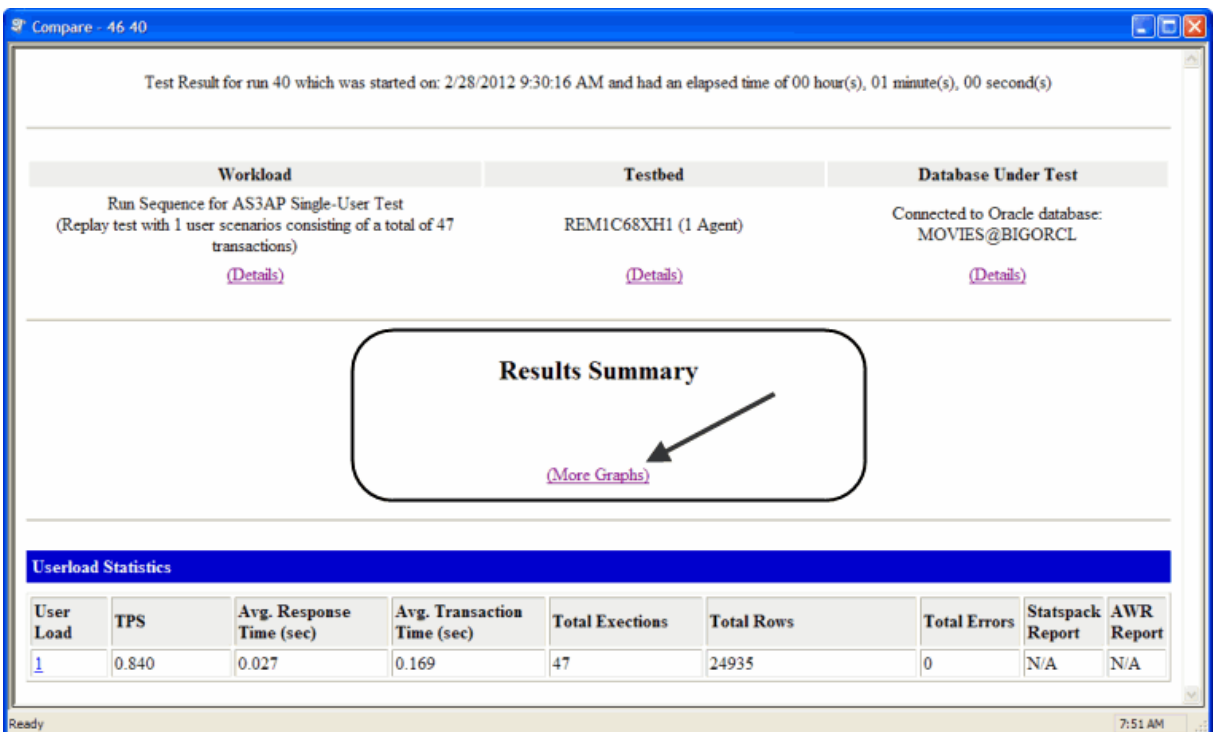 Compare - 46 40
Test Result for run 40 which was started on: 2/28/2012 9:30:16 AM and had an elapsed time of 00 hour(s), 01 minute(s), 00 second(s)
Workload
Testbed
Database Under Test
Run Sequence for AS3AP Single-User Test
(Replay test with 1 user scenarios consisting of a total of 47
transactions)
(Details)
REM1C68XH1 (1 Agent)
(Details)
Connected to Oracle database:
MOVIES@BIGORCL
(Details)
Results Summary
(More Graphs)
Userload Statistics
User
Load
TPS
Avg. Response
Time (sec)
Avg. Transaction
Time (sec)
Total Exections
Total Rows
Total Errors
Statspack
Report
AWR
Report
1
0.840
0.027
0.169
47
24935
0
N/A
N/A
Ready
7:51 AM